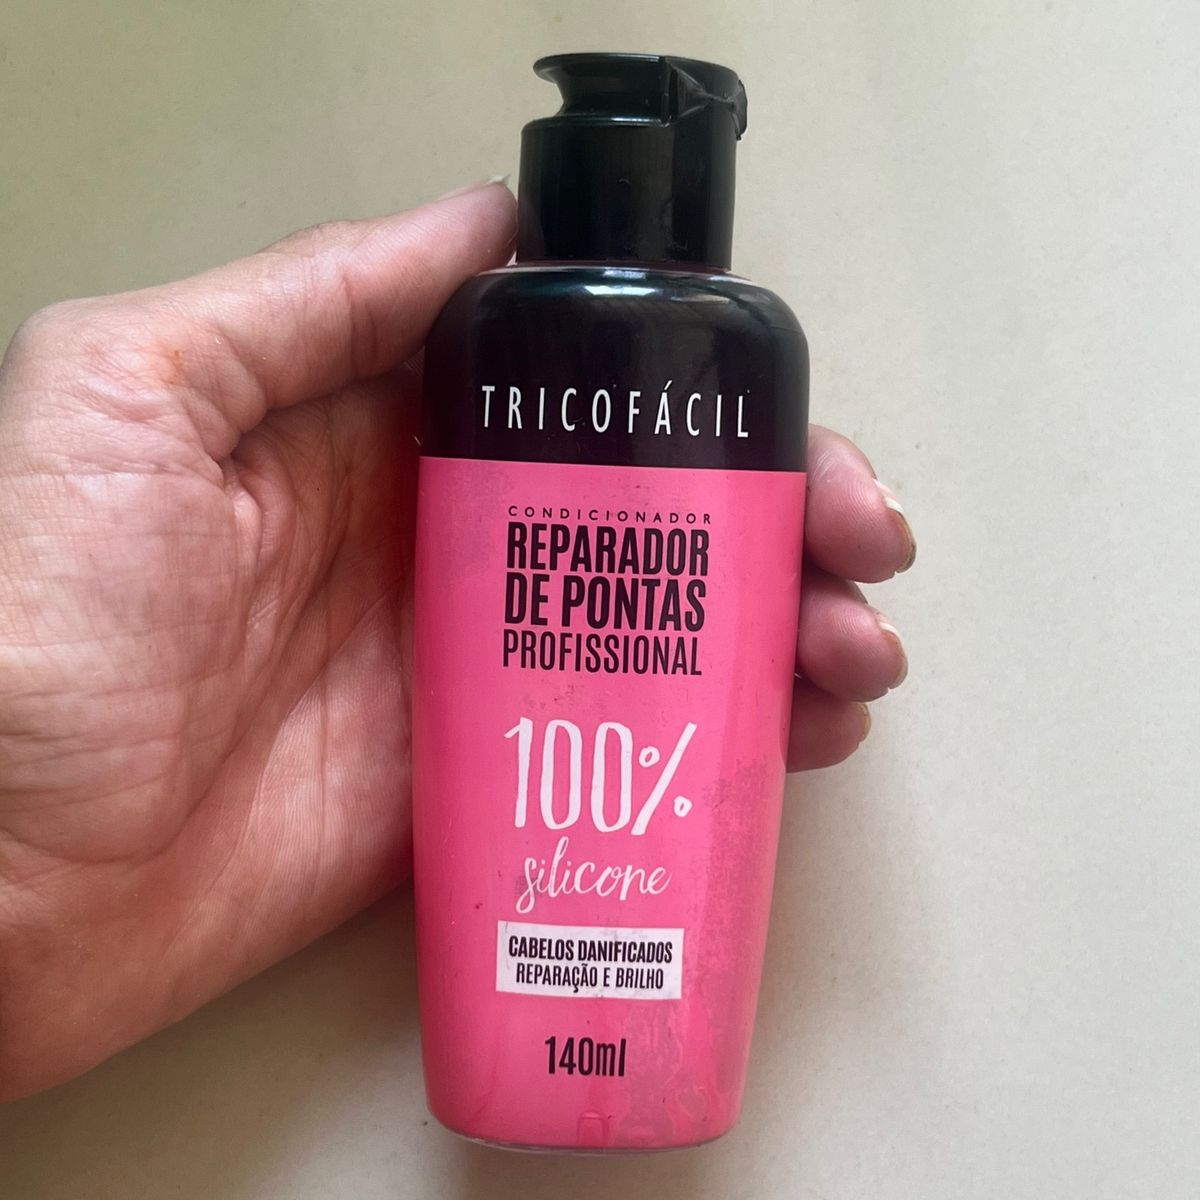 TRICOFÁCIL
CONDICIONADOR
REPARADOR
DE PONTAS
PROFISSIONAL
100%
silicone
CABELOS DANIFICADOS
REPARAÇÃO E BRILHO
140ml